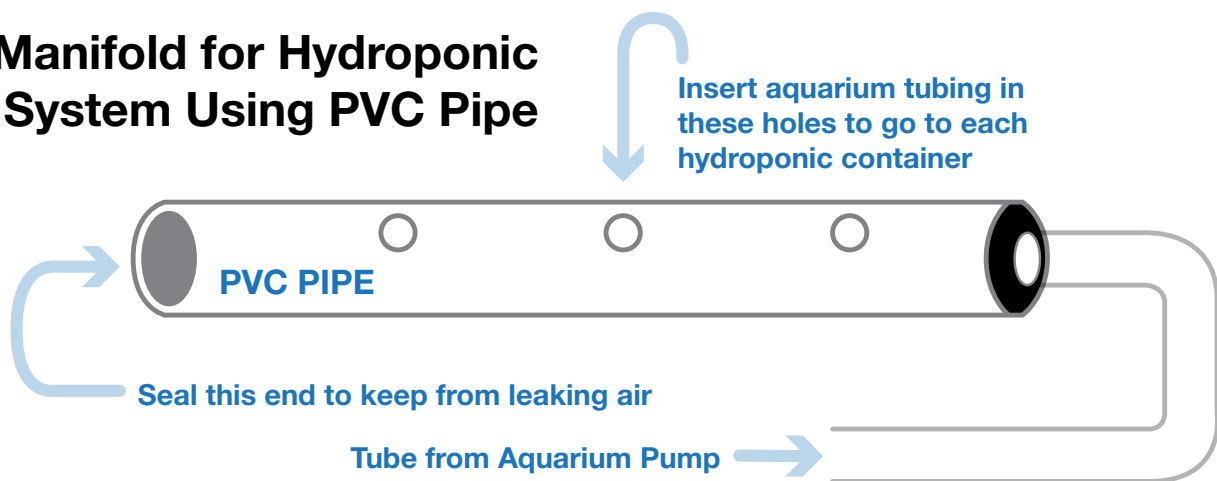 Manifold for Hydroponic
System Using PVC Pipe
Insert aquarium tubing in
these holes to go to each
hydroponic container
PVC PIPE
Seal this end to keep from leaking air
Tube from Aquarium Pump